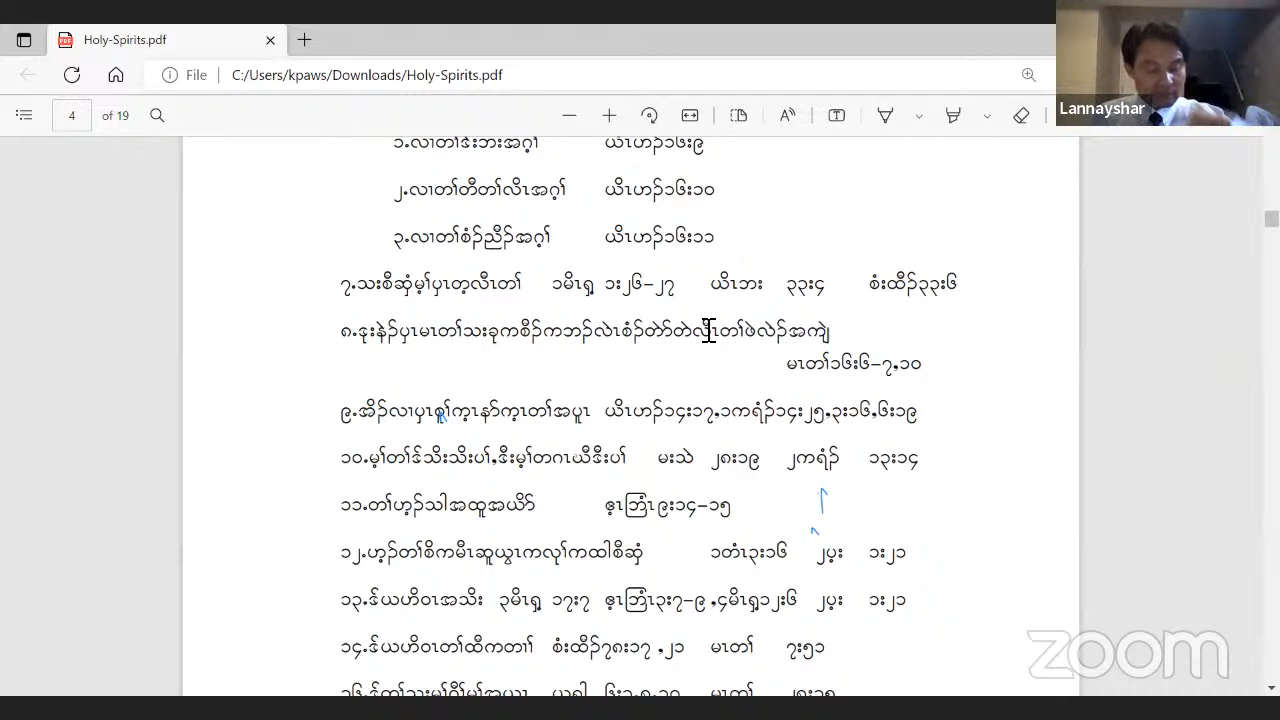 Holy-Spirits.pdf
File C:/Users/kpaws/Downloads/Holy-Spirits.pdf
4 of 19
Lannayshar
၁.လၢတၢ်ဒဲးဘးအဂ့ၢ် ယိၤဟၣ်၁၆း၉
၂.လၢတၢ်တီတၢ်လိၤအဂ့ၢ် ယိၤဟၣ်၁၆း၁၀
၃.လၢတၢ်စံၣ်ညီၣ်အဂ့ၢ် ယိၤဟၣ်၁၆း၁၁
၇.သးစီဆှံမ့ၢ်ပှၤတ့လီၤတၢ် ၁မိၤရှ့ ၁း၂၆–၂၇ ယိၤဘး ၃၃း၄ စံးထီၣ်၃၃း၆
၈.ဒုးနဲၣ်ပှၤမၤတၢ်သးခုကစီၣ်ကဘၣ်လဲၤစံၣ်တဲာ်တဲလီၤတၢ်ဖဲလဲၣ်အကျဲ
မၤတၢ်၁၆း၆–၇,၁၀
၉.အိၣ်လၢပှၤစူၢ်က့ၤနာ်က့ၤတၢ်အပူၤ ယိၤဟၣ်၁၄း၁၇,၁ကရံၣ်၁၄း၂၅,၃း၁၆,၆း၁၉
၁၀.မ့ၢ်တၢ်ဒ်သိးသိးပၢ်,ဒီးမ့ၢ်တဂၤယီဒီးပၢ် မးသဲ ၂၈း၁၉ ၂ကရံၣ် ၁၃း၁၄
၁၁.တၢ်ဟ့ၣ်သါအထူအယိာ် ဧ့ၤဘြံၤ၉း၁၄–၁၅
၁၂.ဟ့ၣ်တၢ်စိကမီၤဆူယွၤကလုၢ်ကထါစီဆှံ ၁တံၤ၃း၁၆ ၂ပ့း ၁း၂၁
၁၃.ဒ်ယဟိဝၤအသိး ၃မိၤရှ့ ၁၇း၇ ဧ့ၤဘြံၤ၃း၇–၉ ,၄မိၤရှ့၁၂း၆ ၂ပ့း ၁း၂၁
၁၄.ဒ်ယဟိဝၤတၢ်ထီကတၢၢ် စံးထီၣ်၇၈း၁၇ ,၂၁ မၤတၢ် ၇း၅၁
zoom